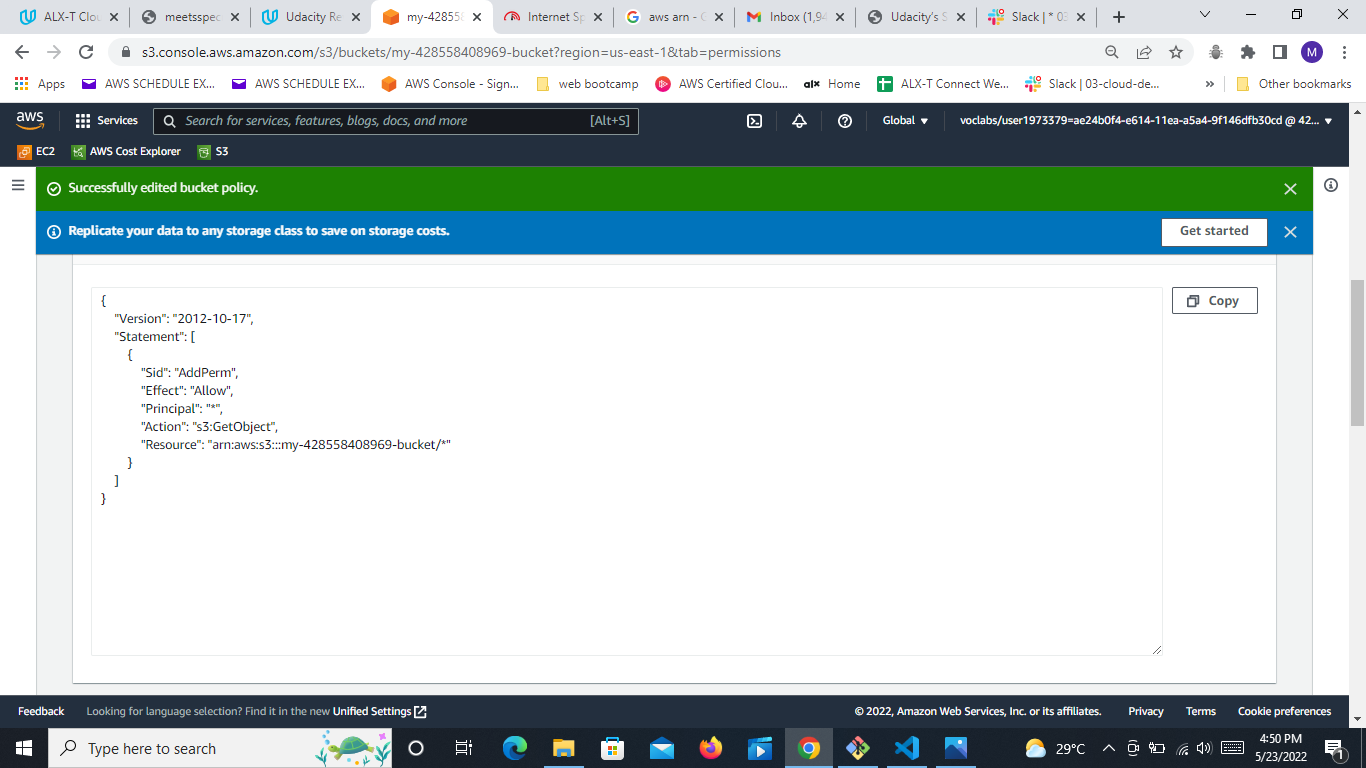 ALX-T Clou
meetsspec
Udacity Re
my-42855
Internet Sp
aws arn - G
Inbox (1,94
Udacity's S
Slack | * 03
s3.console.aws.amazon.com/s3/buckets/my-428558408969-bucket?region=us-east-1&tab=permissions
M
Apps
AWS SCHEDULE EX...
AWS SCHEDULE EX...
AWS Console - Sign...
web bootcamp
AWS Certified Clou...
alx Home
ALX-T Connect We...
Slack | 03-cloud-de...
»
Other bookmarks
aws
Services
Search for services, features, blogs, docs, and more [Alt+S]
Global
voclabs/user1973379=ae24b0f4-e614-11ea-a5a4-9f146dfb30cd @ 42...
EC2
AWS Cost Explorer
S3
Successfully edited bucket policy.
Replicate your data to any storage class to save on storage costs.
Get started
{
"Version": "2012-10-17",
"Statement": [
{
"Sid": "AddPerm",
"Effect": "Allow",
"Principal": "*",
"Action": "s3:GetObject",
"Resource": "arn:aws:s3:::my-428558408969-bucket/*"
}
]
}
Copy
Feedback
Looking for language selection? Find it in the new Unified Settings
© 2022, Amazon Web Services, Inc. or its affiliates.
Privacy
Terms
Cookie preferences
Type here to search
29°C
4:50 PM
5/23/2022
1